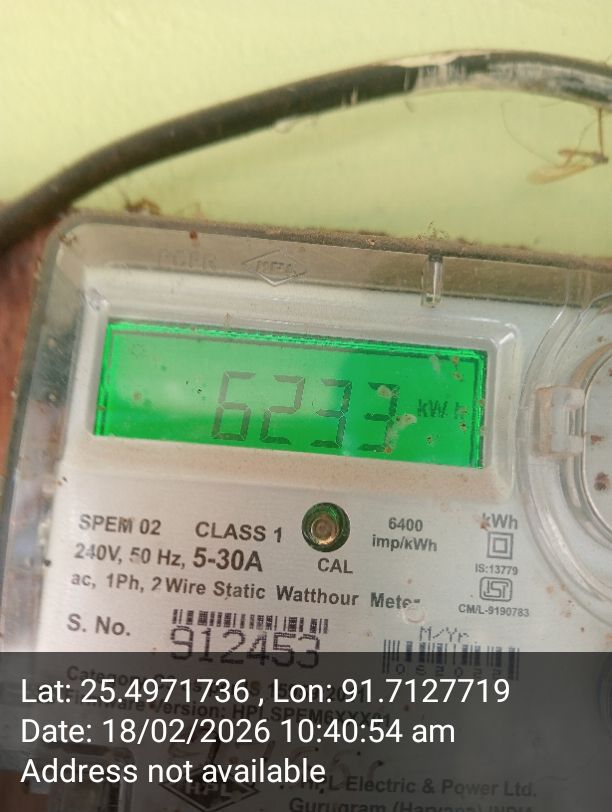 HPL
6233 kWh
SPEM 02 CLASS 1
240V, 50 Hz, 5-30A
ac, 1Ph, 2 Wire Static Watthour Meter
CAL
6400
imp/kWh
kWh
IS:13779
ISI
CM/L-9190783
S. No.
912453
M/Yr
Lat: 25.4971736 , Lon: 91.7127719
Date: 18/02/2026 10:40:54 am
Address not available
HPL Electric & Power Ltd.